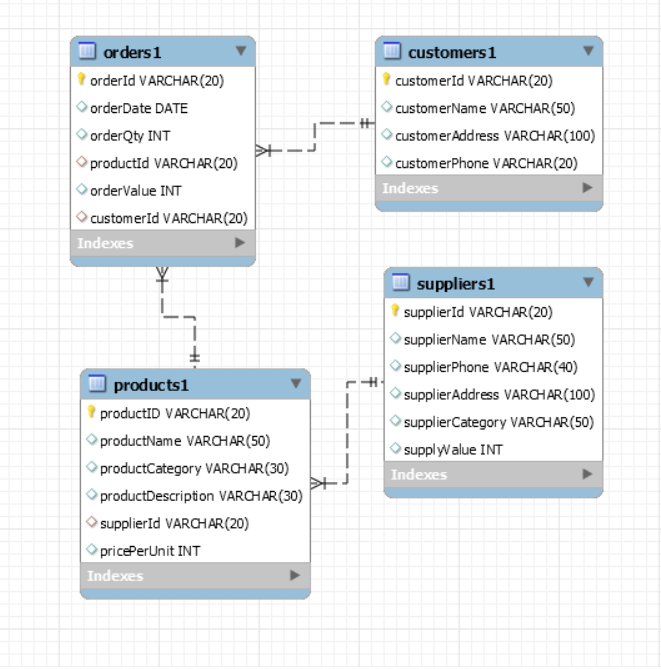 orders1
orderId VARCHAR(20)
orderDate DATE
orderQty INT
productId VARCHAR(20)
orderValue INT
customerId VARCHAR(20)
Indexes
customers1
customerId VARCHAR(20)
customerName VARCHAR(50)
customerAddress VARCHAR(100)
customerPhone VARCHAR(20)
Indexes
products1
productID VARCHAR(20)
productName VARCHAR(50)
productCategory VARCHAR(30)
productDescription VARCHAR(30)
supplierId VARCHAR(20)
pricePerUnit INT
Indexes
suppliers1
supplierId VARCHAR(20)
supplierName VARCHAR(50)
supplierPhone VARCHAR(40)
supplierAddress VARCHAR(100)
supplierCategory VARCHAR(50)
supplyValue INT
Indexes